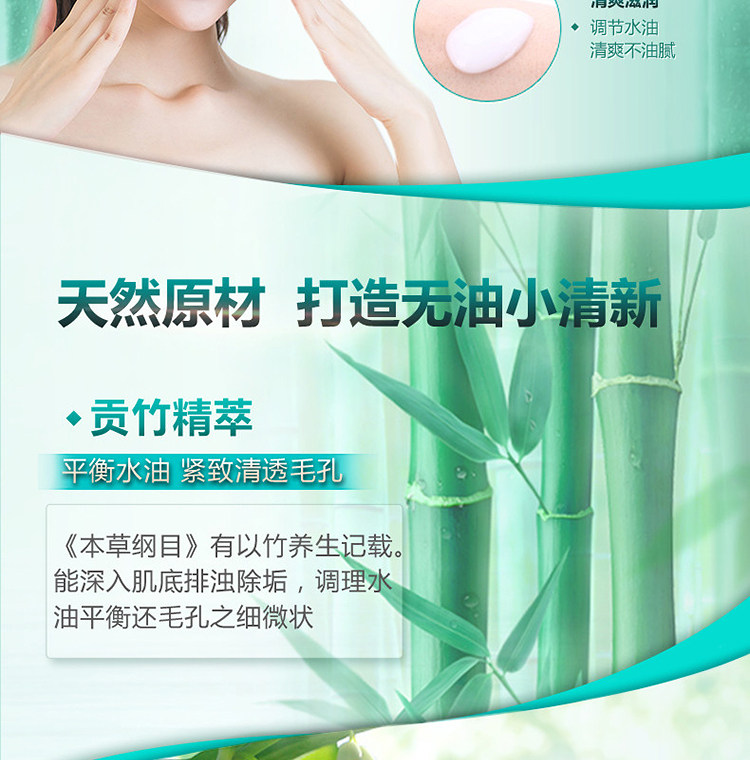 清爽滋润
调节水油
清爽不油腻
天然原材 打造无油小清新
贡竹精萃
平衡水油 紧致清透毛孔
《本草纲目》有以竹养生记载。
能深入肌底排浊除垢，调理水
油平衡还毛孔之细微状